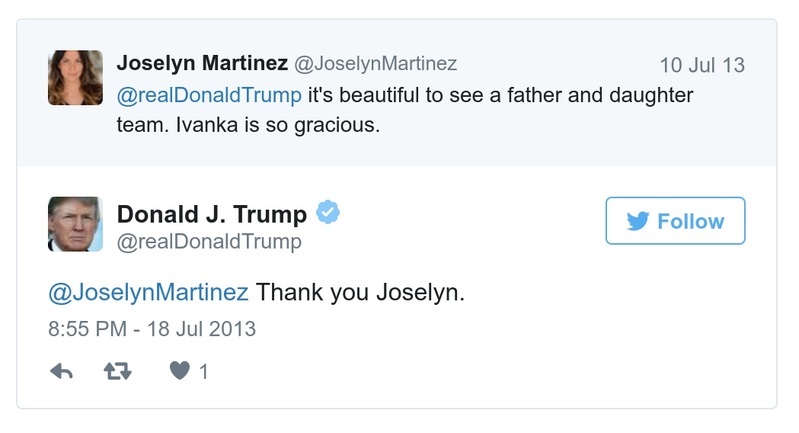 Joselyn Martinez @JoselynMartinez 10 Jul 13
@realDonaldTrump it's beautiful to see a father and daughter
team. Ivanka is so gracious.
Donald J. Trump
@realDonaldTrump
Follow
@JoselynMartinez Thank you Joselyn.
8:55 PM - 18 Jul 2013
1